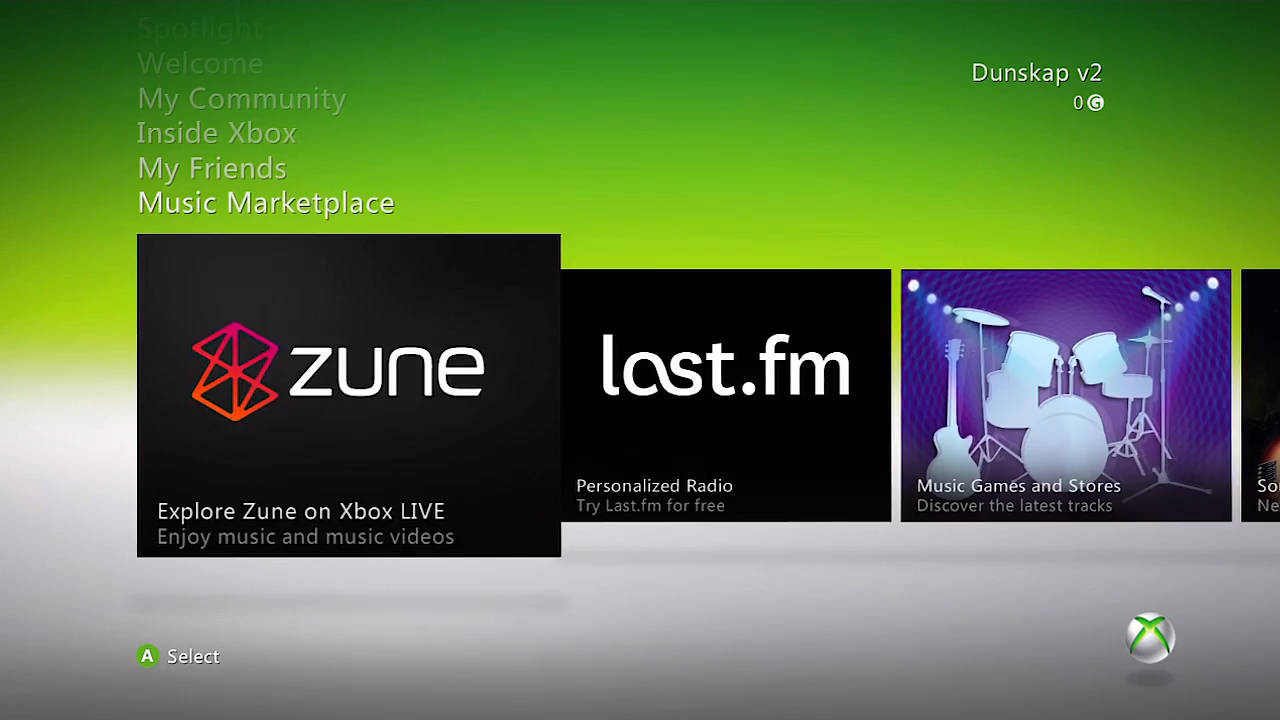 Spotlight
Welcome
My Community
Inside Xbox
My Friends
Music Marketplace
Dunskap v2
0 G
zune
Explore Zune on Xbox LIVE
Enjoy music and music videos
last.fm
Personalized Radio
Try Last.fm for free
Music Games and Stores
Discover the latest tracks
So
Ne
A Select